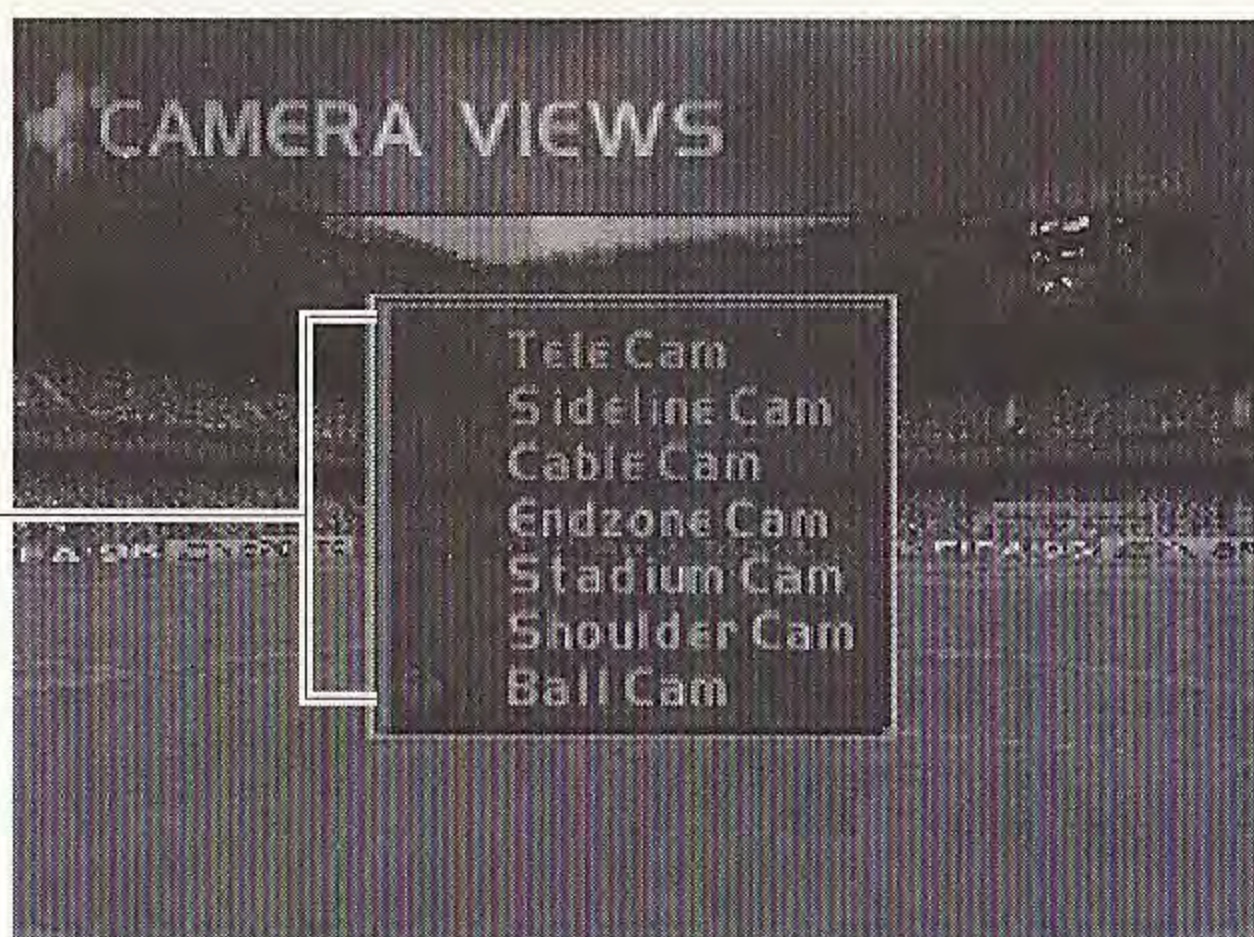 CAMERA VIEWS
Tele Cam
Sideline Cam
Cable Cam
Endzone Cam
Stadium Cam
Shoulder Cam
Ball Cam